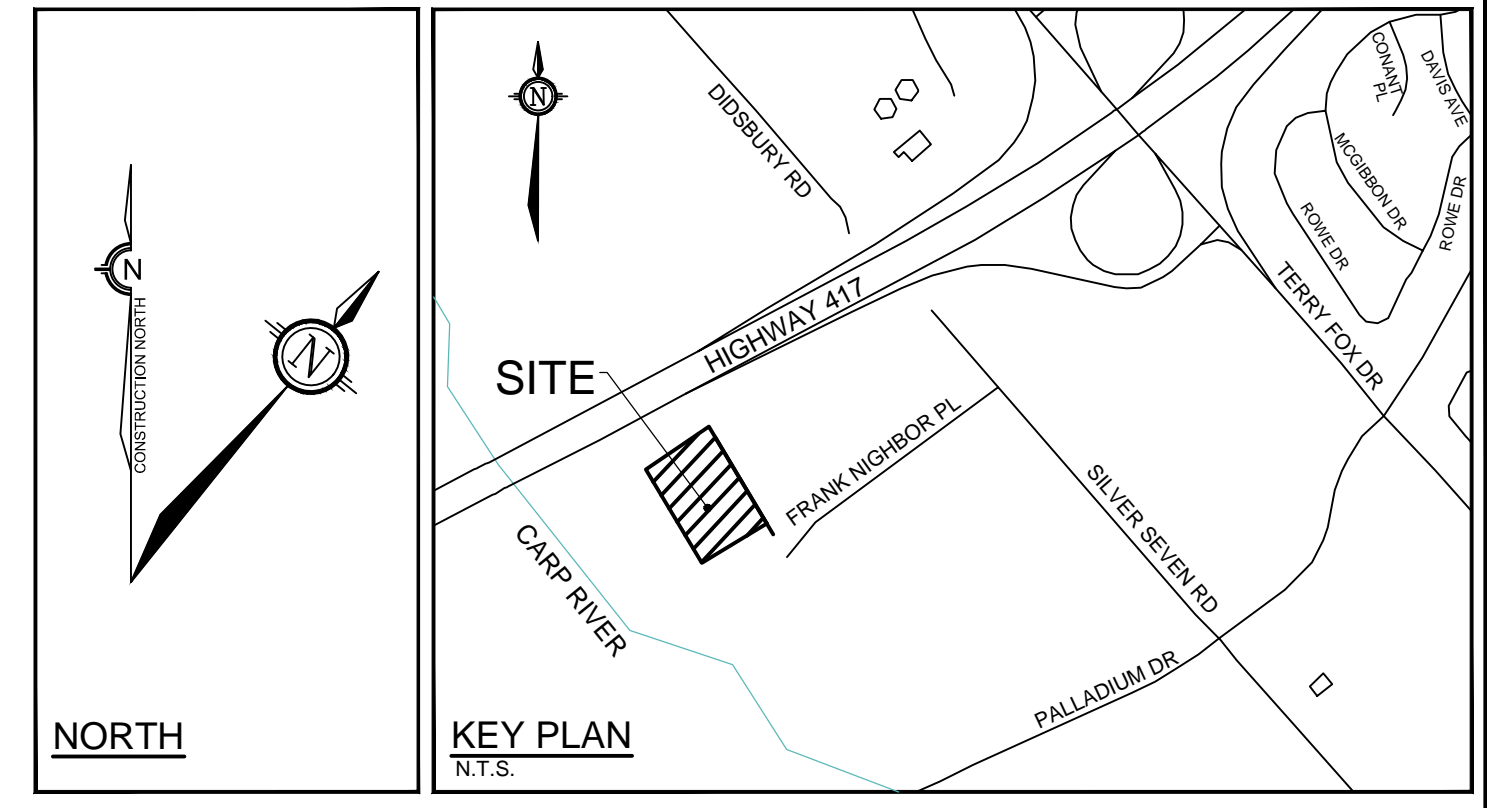 N
CONSTRUCTION NORTH
N
NORTH
N
DIDSBURY RD
CONANT
PL
DAVIS AVE
MCGIBBON DR
ROWE DR
ROWE DR
TERRY FOX DR
HIGHWAY 417
SITE
FRANK NIGHBOR PL
SILVER SEVEN RD
CARP RIVER
PALLADIUM DR
KEY PLAN
N.T.S.